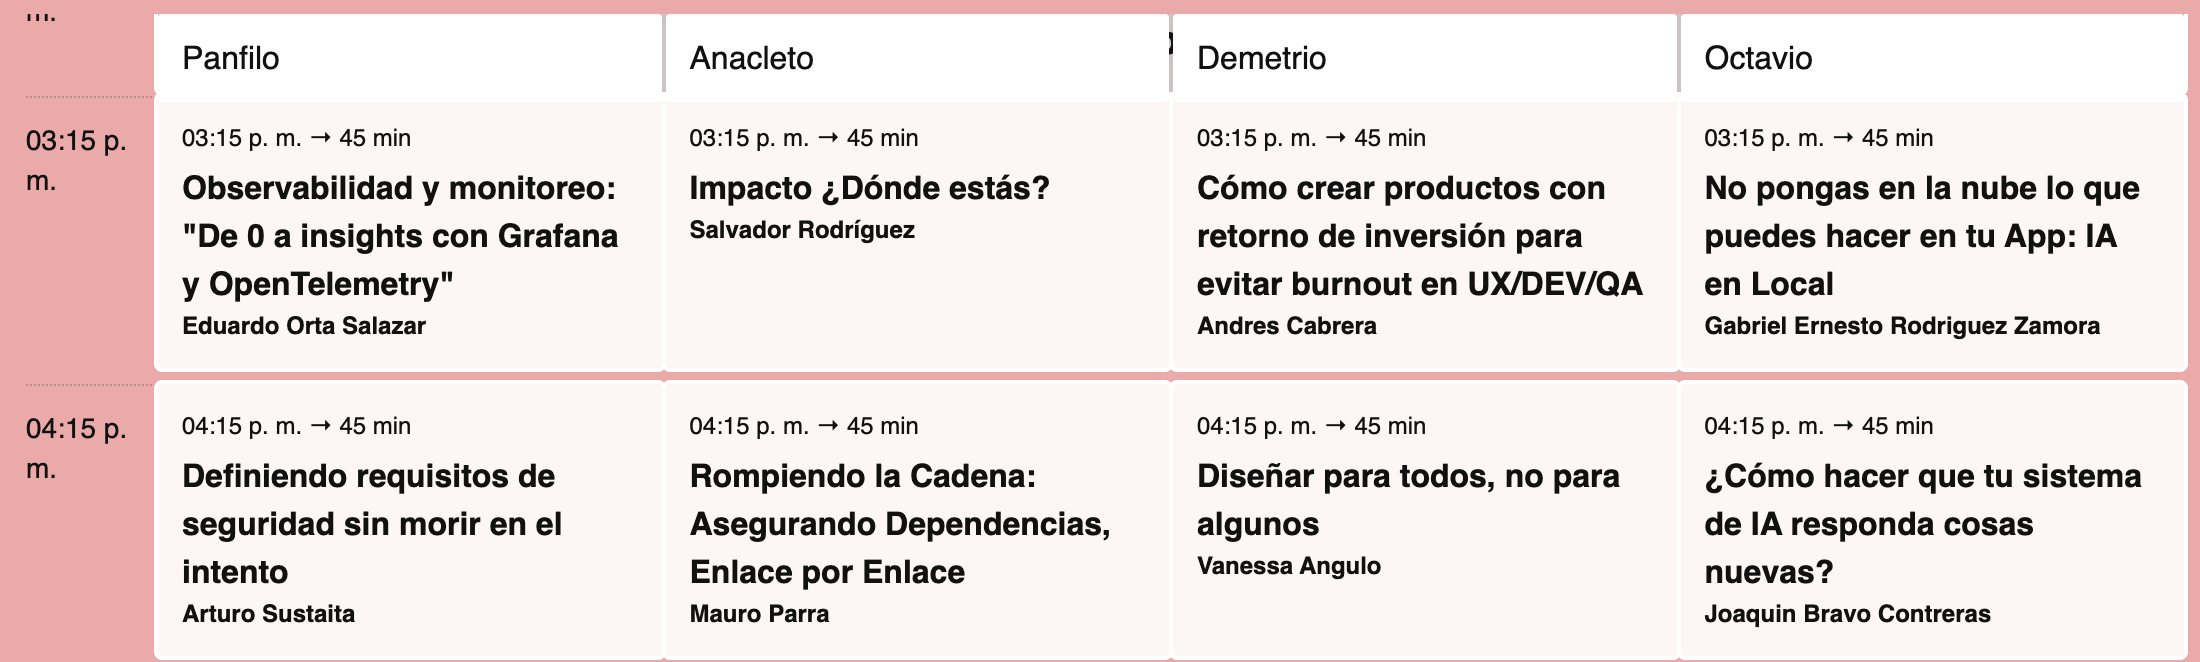 m.
Panfilo
Anacleto
Demetrio
Octavio
03:15 p.
m.
03:15 p. m. → 45 min
Observabilidad y monitoreo:
"De 0 a insights con Grafana
y OpenTelemetry"
Eduardo Orta Salazar
03:15 p. m. → 45 min
Impacto ¿Dónde estás?
Salvador Rodríguez
03:15 p. m. → 45 min
Cómo crear productos con
retorno de inversión para
evitar burnout en UX/DEV/QA
Andres Cabrera
03:15 p. m. → 45 min
No pongas en la nube lo que
puedes hacer en tu App: IA
en Local
Gabriel Ernesto Rodriguez Zamora
04:15 p.
m.
04:15 p. m. → 45 min
Definiendo requisitos de
seguridad sin morir en el
intento
Arturo Sustaita
04:15 p. m. → 45 min
Rompiendo la Cadena:
Asegurando Dependencias,
Enlace por Enlace
Mauro Parra
04:15 p. m. → 45 min
Diseñar para todos, no para
algunos
Vanessa Angulo
04:15 p. m. → 45 min
¿Cómo hacer que tu sistema
de IA responda cosas
nuevas?
Joaquin Bravo Contreras